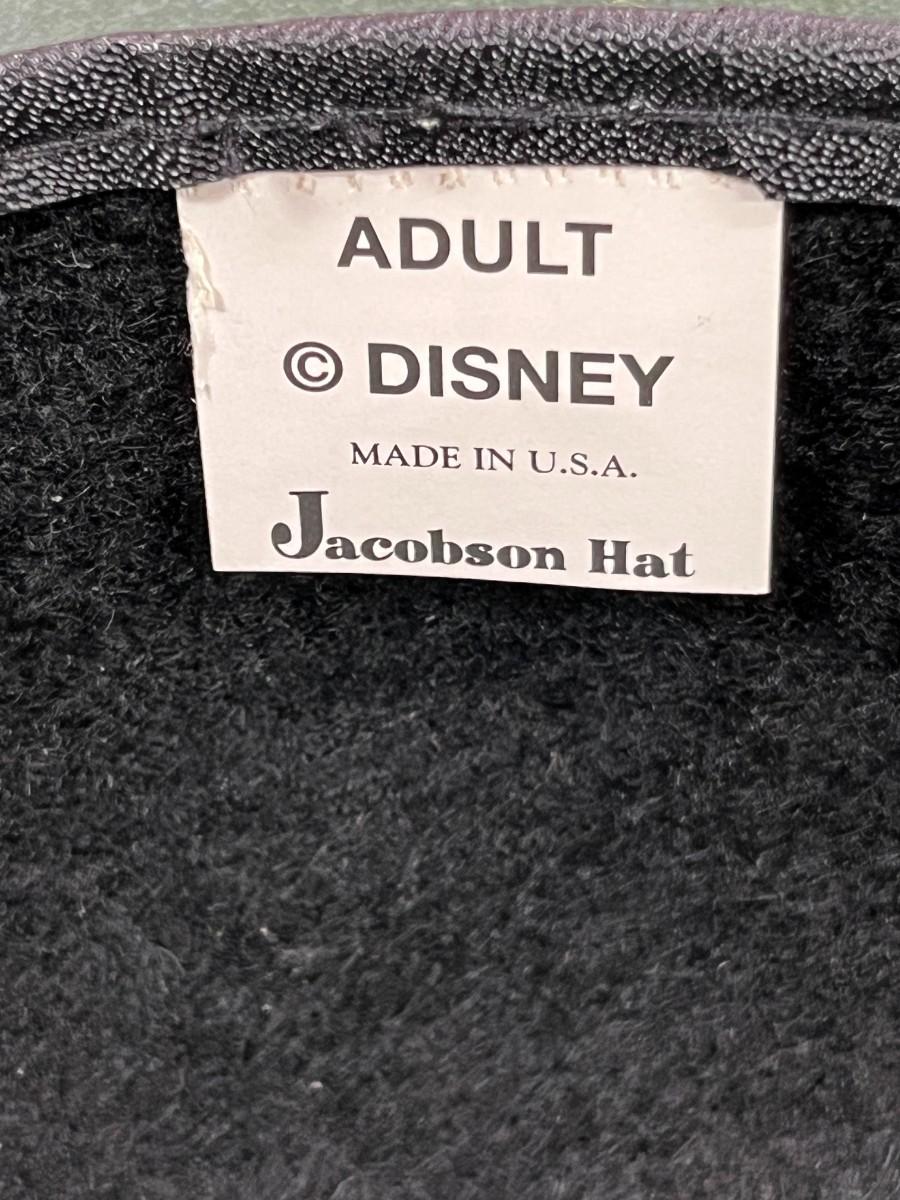 ADULT
© DISNEY
MADE IN U.S.A.
Jacobson Hat